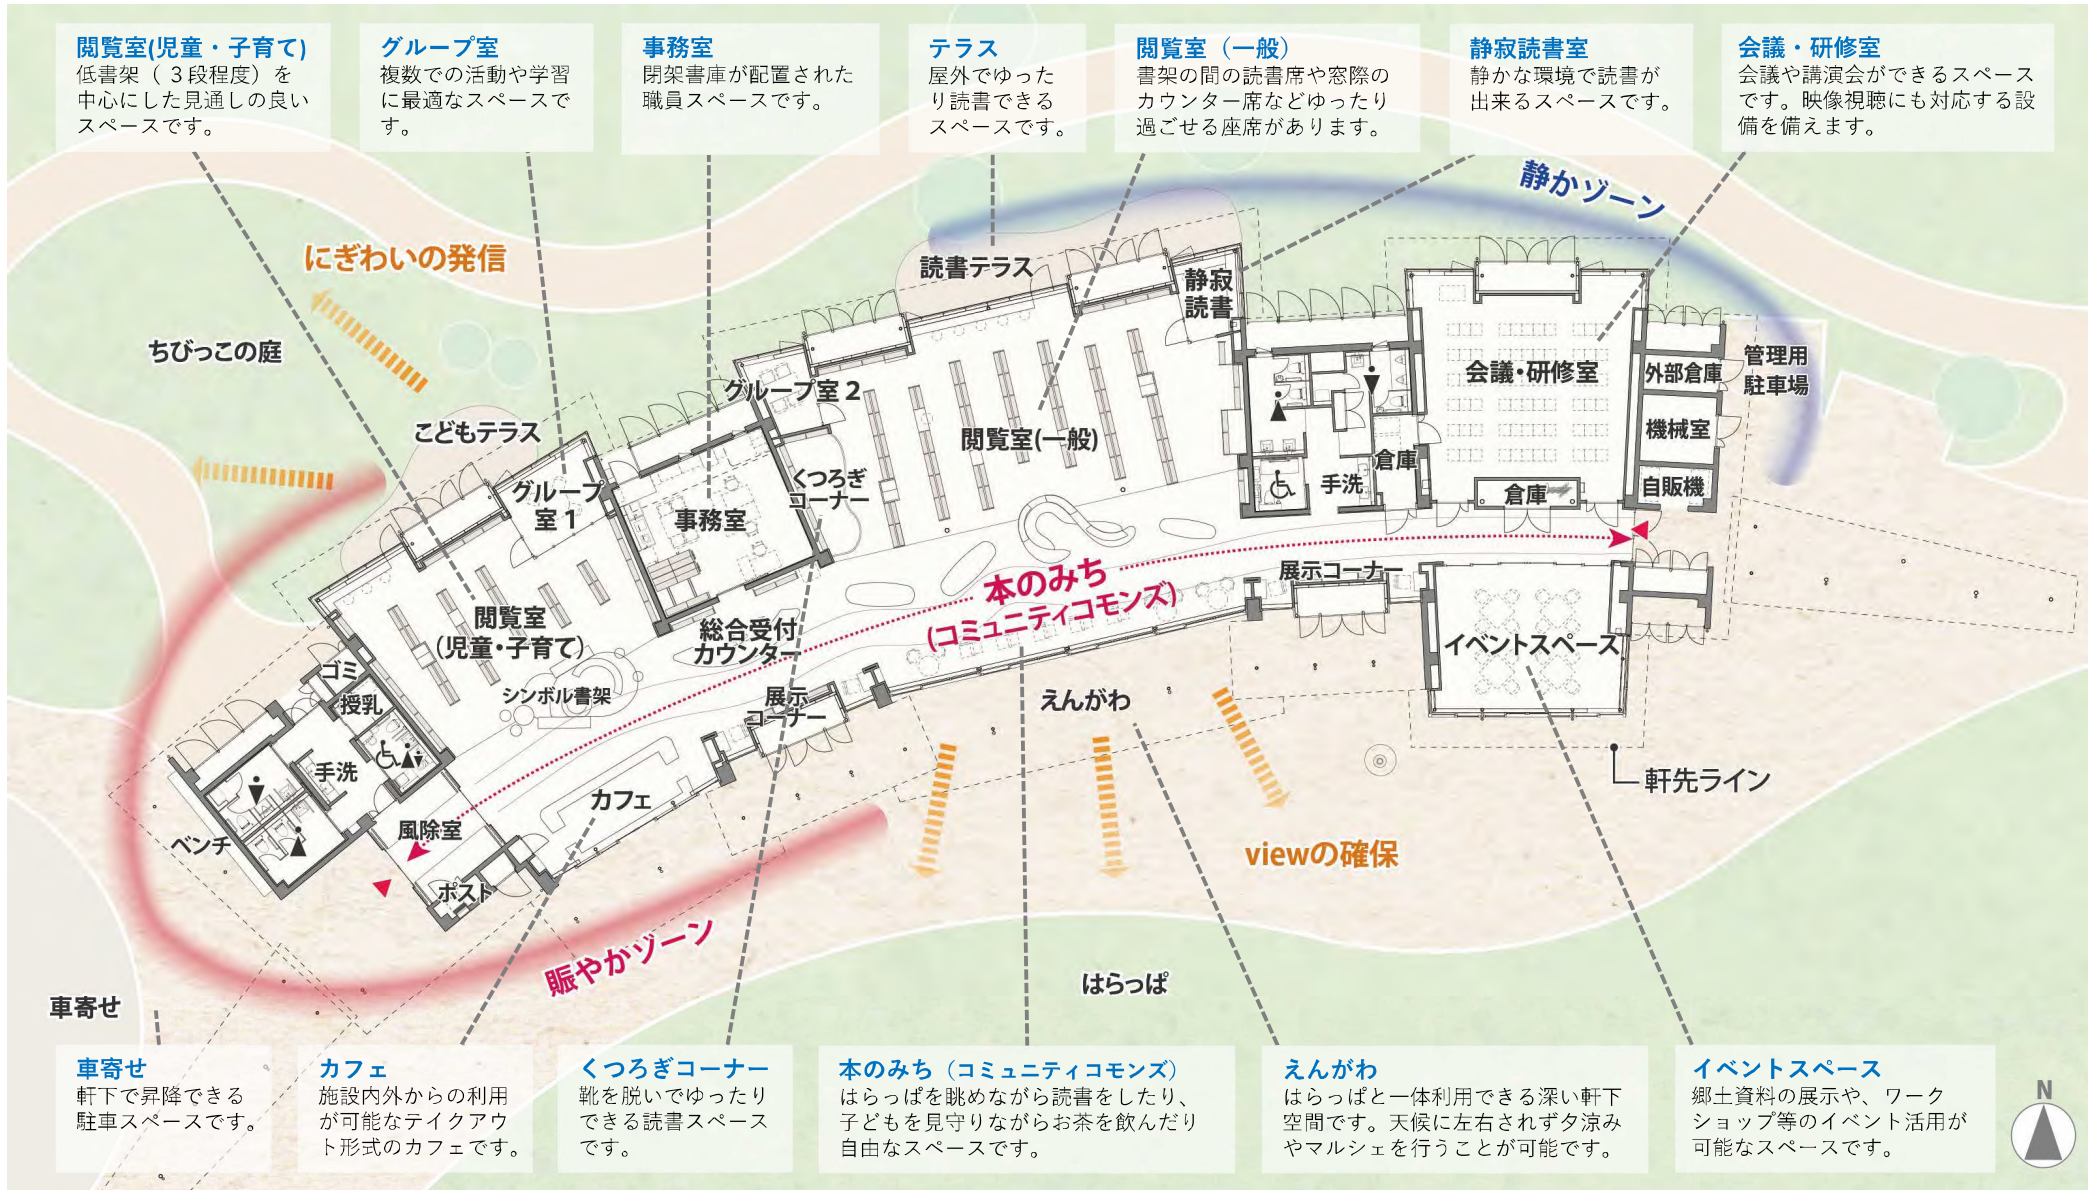 閲覧室(児童・子育て)
低書架（３段程度）を
中心にした見通しの良い
スペースです。
グループ室
複数での活動や学習
に最適なスペースで
す。
事務室
閉架書庫が配置された
職員スペースです。
テラス
屋外でゆった
り読書できる
スペースです。
閲覧室（一般）
書架の間の読書席や窓際の
カウンター席などゆったり
過ごせる座席があります。
静寂読書室
静かな環境で読書が
出来るスペースです。
会議・研修室
会議や講演会ができるスペース
です。映像視聴にも対応する設
備を備えます。
静かゾーン
にぎわいの発信
読書テラス
静寂
読書
ちびっこの庭
管理用
駐車場
会議・研修室
外部倉庫
グループ室２
こどもテラス
閲覧室(一般)
機械室
くつろぎ
コーナー
倉庫
手洗
倉庫
自販機
グループ
室１
事務室
本のみち
(コミュニティコモンズ)
展示コーナー
閲覧室
（児童・子育て）
総合受付
カウンター
イベントスペース
ゴミ
授乳
シンボル書架
展示
コーナー
えんがわ
手洗
カフェ
軒先ライン
風除室
ベンチ
ポスト
viewの確保
賑やかゾーン
はらっぱ
車寄せ
車寄せ
軒下で昇降できる
駐車スペースです。
カフェ
施設内外からの利用
が可能なテイクアウ
ト形式のカフェです。
くつろぎコーナー
靴を脱いでゆったり
できる読書スペース
です。
本のみち（コミュニティコモンズ）
はらっぱを眺めながら読書をしたり、
子どもを見守りながらお茶を飲んだり
自由なスペースです。
えんがわ
はらっぱと一体利用できる深い軒下
空間です。天候に左右されず夕涼み
やマルシェを行うことが可能です。
イベントスペース
郷土資料の展示や、ワーク
ショップ等のイベント活用が
可能なスペースです。
N